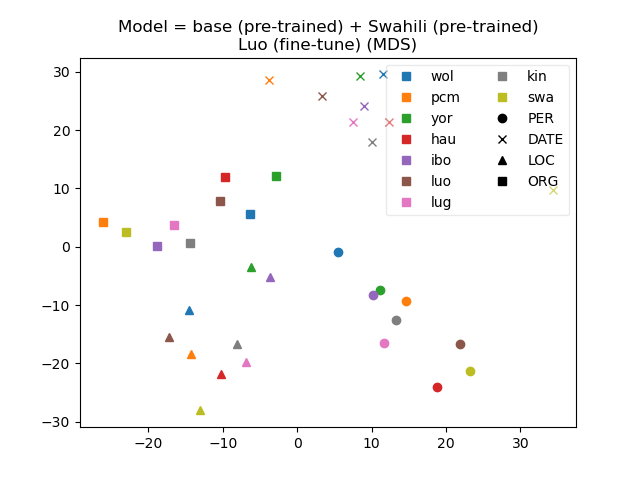 Model = base (pre-trained) + Swahili (pre-trained)
Luo (fine-tune) (MDS)
30
20
10
0
−10
−20
−30
−20
−10
0
10
20
30
wol
pcm
yor
hau
ibo
luo
lug
kin
swa
PER
DATE
LOC
ORG